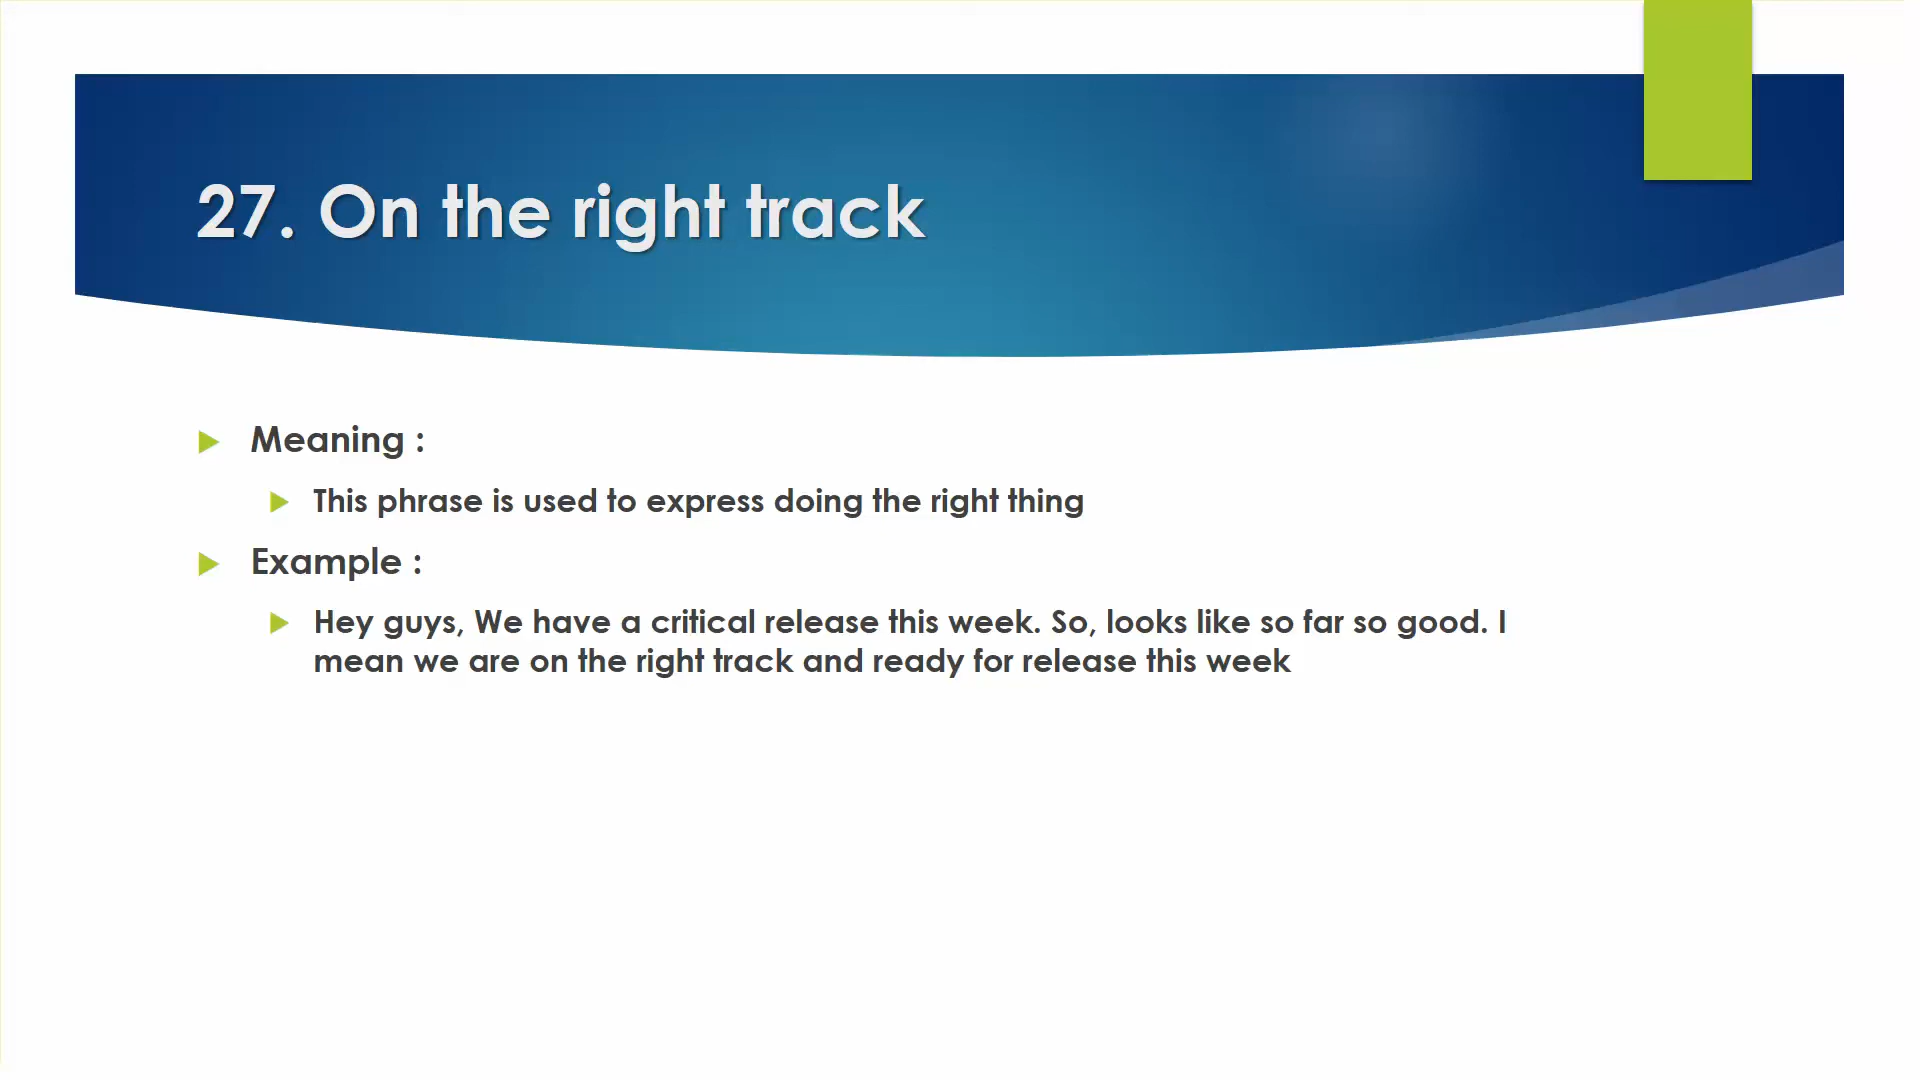 27. On the right track
Meaning :
This phrase is used to express doing the right thing
Example :
Hey guys, We have a critical release this week. So, looks like so far so good. I
mean we are on the right track and ready for release this week